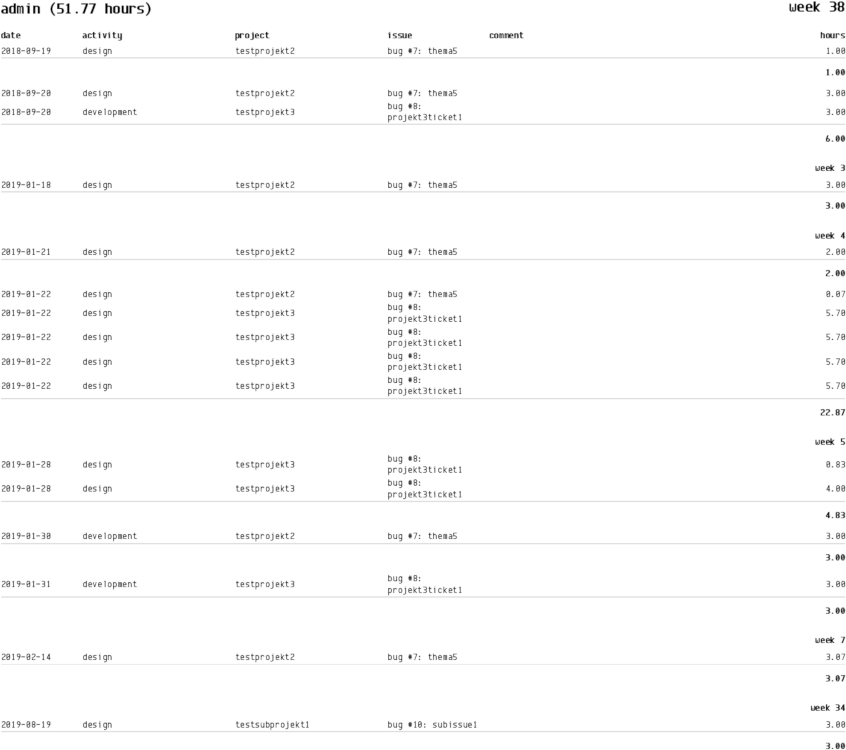 admin (51.77 hours) week 38
date activity project issue comment hours
2018-09-19 design testprojekt2 bug #7: thema5 1.00
1.00
2018-09-20 design testprojekt2 bug #7: thema5 3.00
2018-09-20 development testprojekt3 bug #8: projekt3ticket1 3.00
6.00
week 3
2019-01-18 design testprojekt2 bug #7: thema5 3.00
3.00
week 4
2019-01-21 design testprojekt2 bug #7: thema5 2.00
2.00
2019-01-22 design testprojekt2 bug #7: thema5 0.07
2019-01-22 design testprojekt3 bug #8: projekt3ticket1 5.70
2019-01-22 design testprojekt3 bug #8: projekt3ticket1 5.70
2019-01-22 design testprojekt3 bug #8: projekt3ticket1 5.70
2019-01-22 design testprojekt3 bug #8: projekt3ticket1 5.70
22.87
week 5
2019-01-28 design testprojekt3 bug #8: projekt3ticket1 0.83
2019-01-28 design testprojekt3 bug #8: projekt3ticket1 4.00
4.83
2019-01-30 development testprojekt2 bug #7: thema5 3.00
3.00
2019-01-31 development testprojekt3 bug #8: projekt3ticket1 3.00
3.00
week 7
2019-02-14 design testprojekt2 bug #7: thema5 3.07
3.07
week 34
2019-08-19 design testsubprojekt1 bug #10: subissue1 3.00
3.00